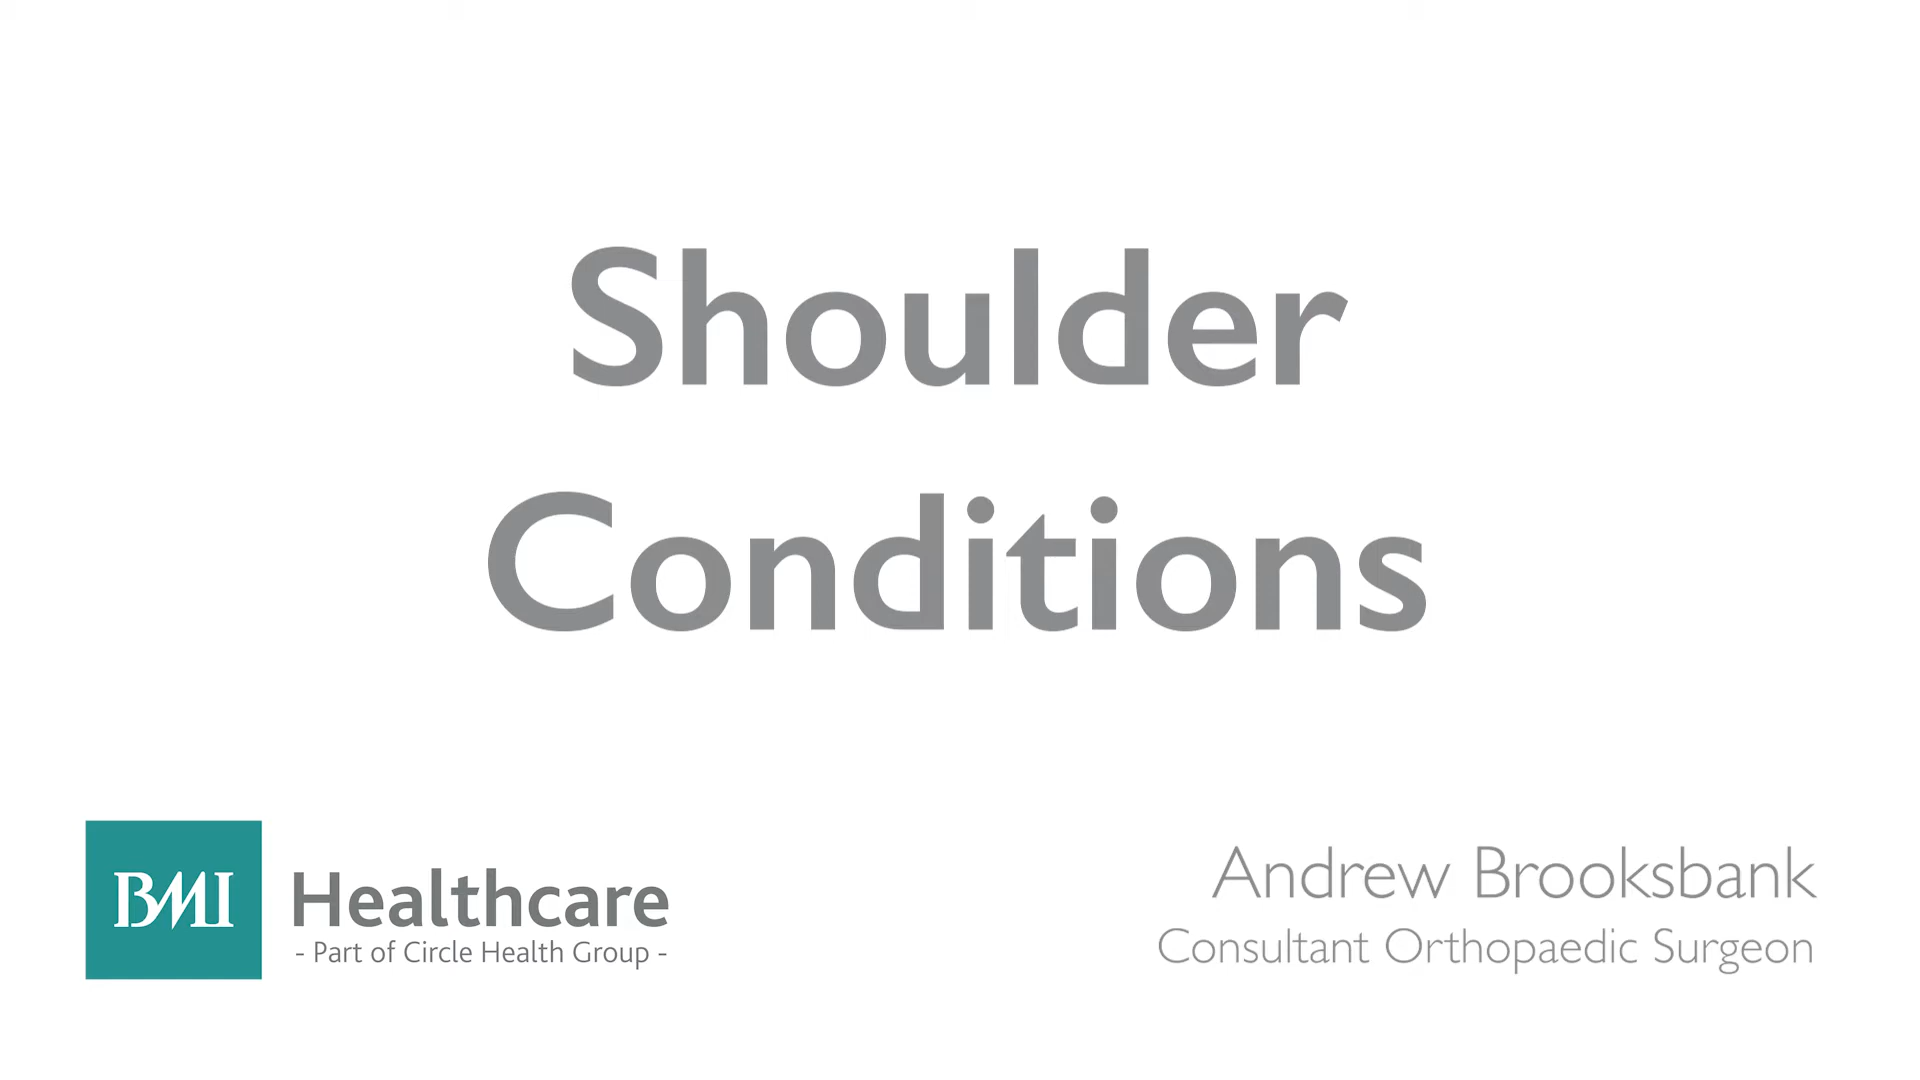 Shoulder
Conditions
BMI Healthcare
- Part of Circle Health Group -
Andrew Brooksbank
Consultant Orthopaedic Surgeon